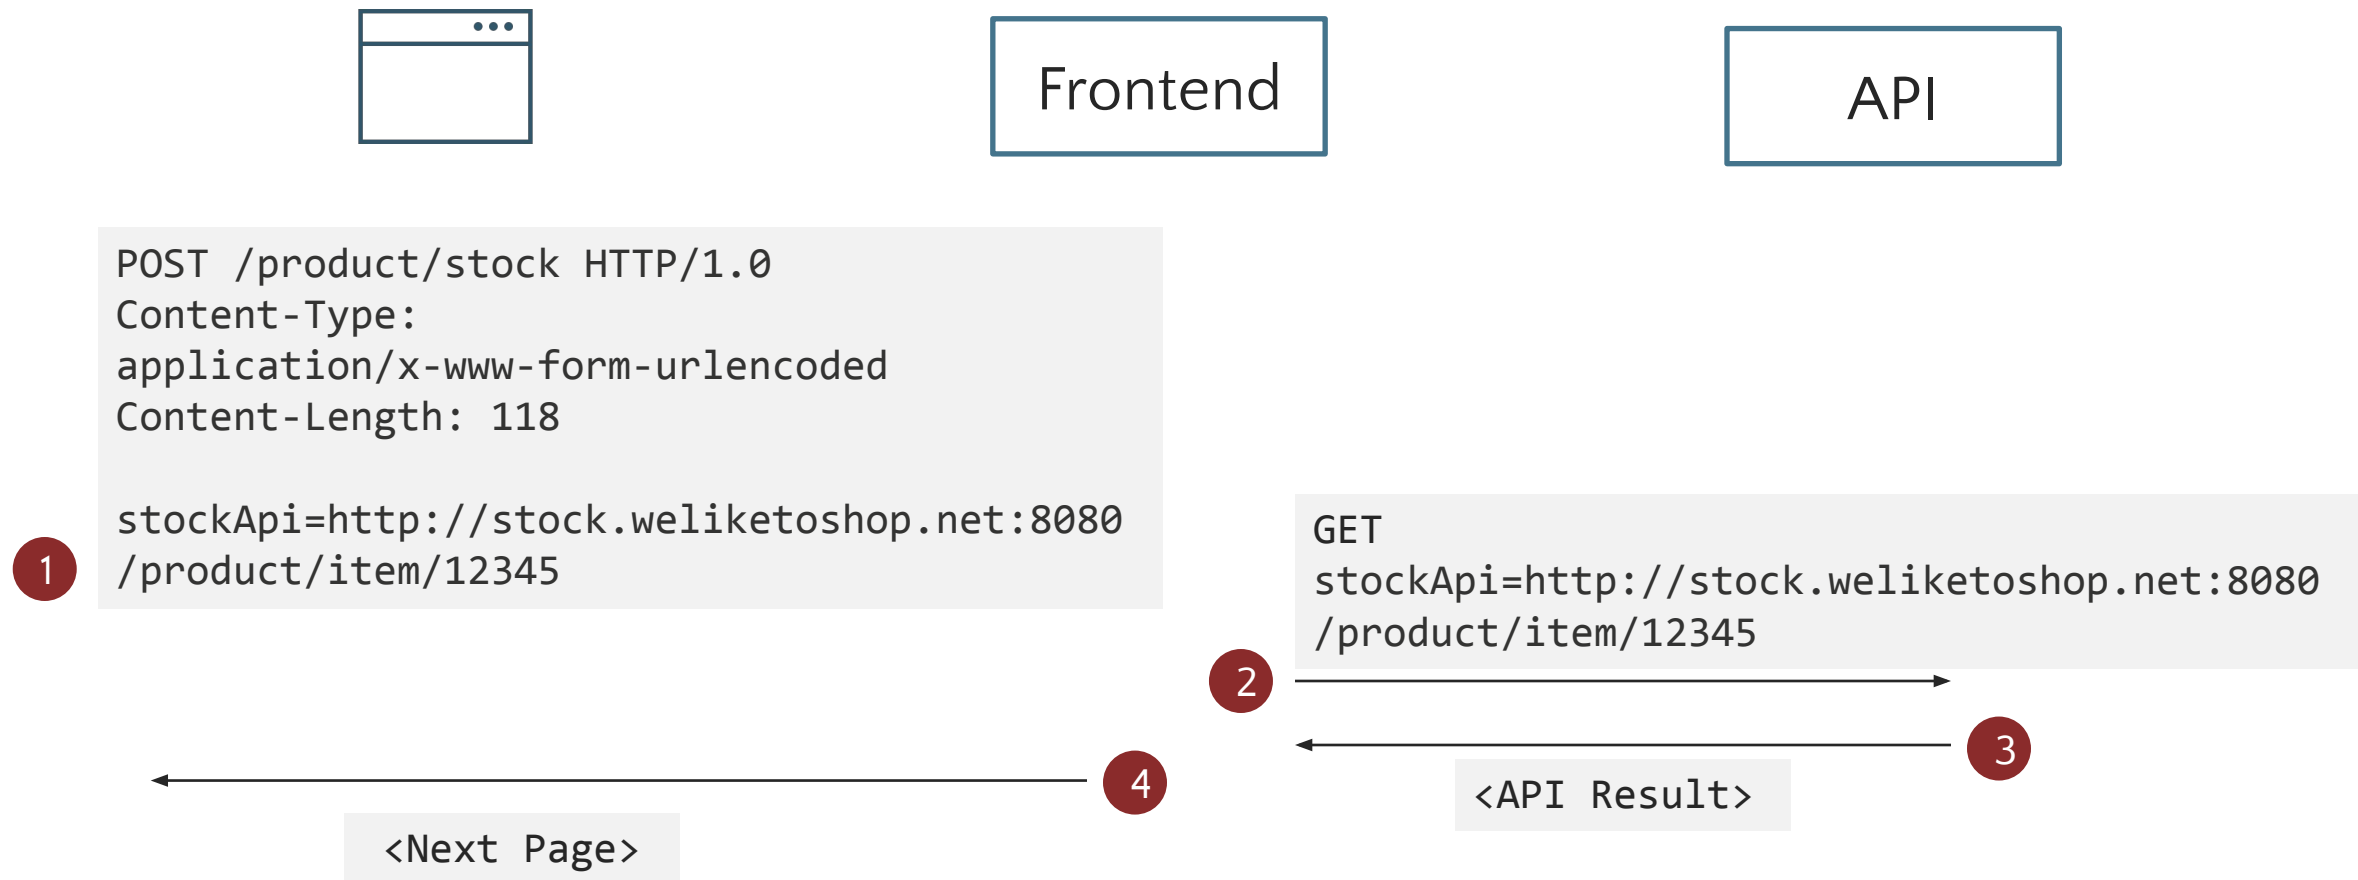 Frontend
API
POST /product/stock HTTP/1.0
Content-Type:
application/x-www-form-urlencoded
Content-Length: 118
stockApi=http://stock.weliketoshop.net:8080
/product/item/12345
1
GET
stockApi=http://stock.weliketoshop.net:8080
/product/item/12345
2
3
<API Result>
4
<Next Page>